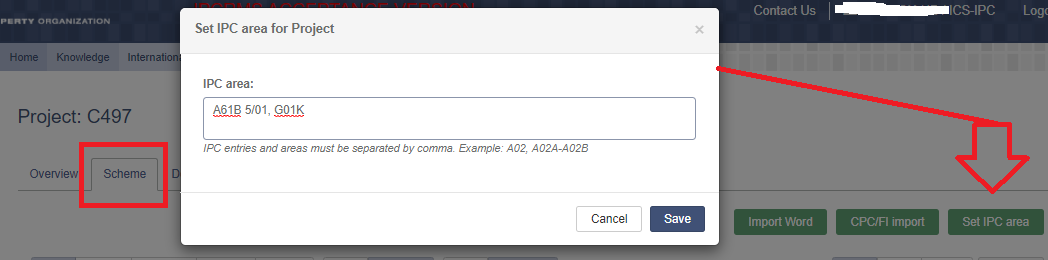 PERTY ORGANIZATION
Contact Us
ICS-IPC
Logo
Set IPC area for Project
×
Home
Knowledge
Internation
IPC area:
A61B 5/01, G01K
IPC entries and areas must be separated by comma. Example: A02, A02A-A02B
Project: C497
Overview
Scheme
D
Cancel
Save
Import Word
CPC/FI import
Set IPC area